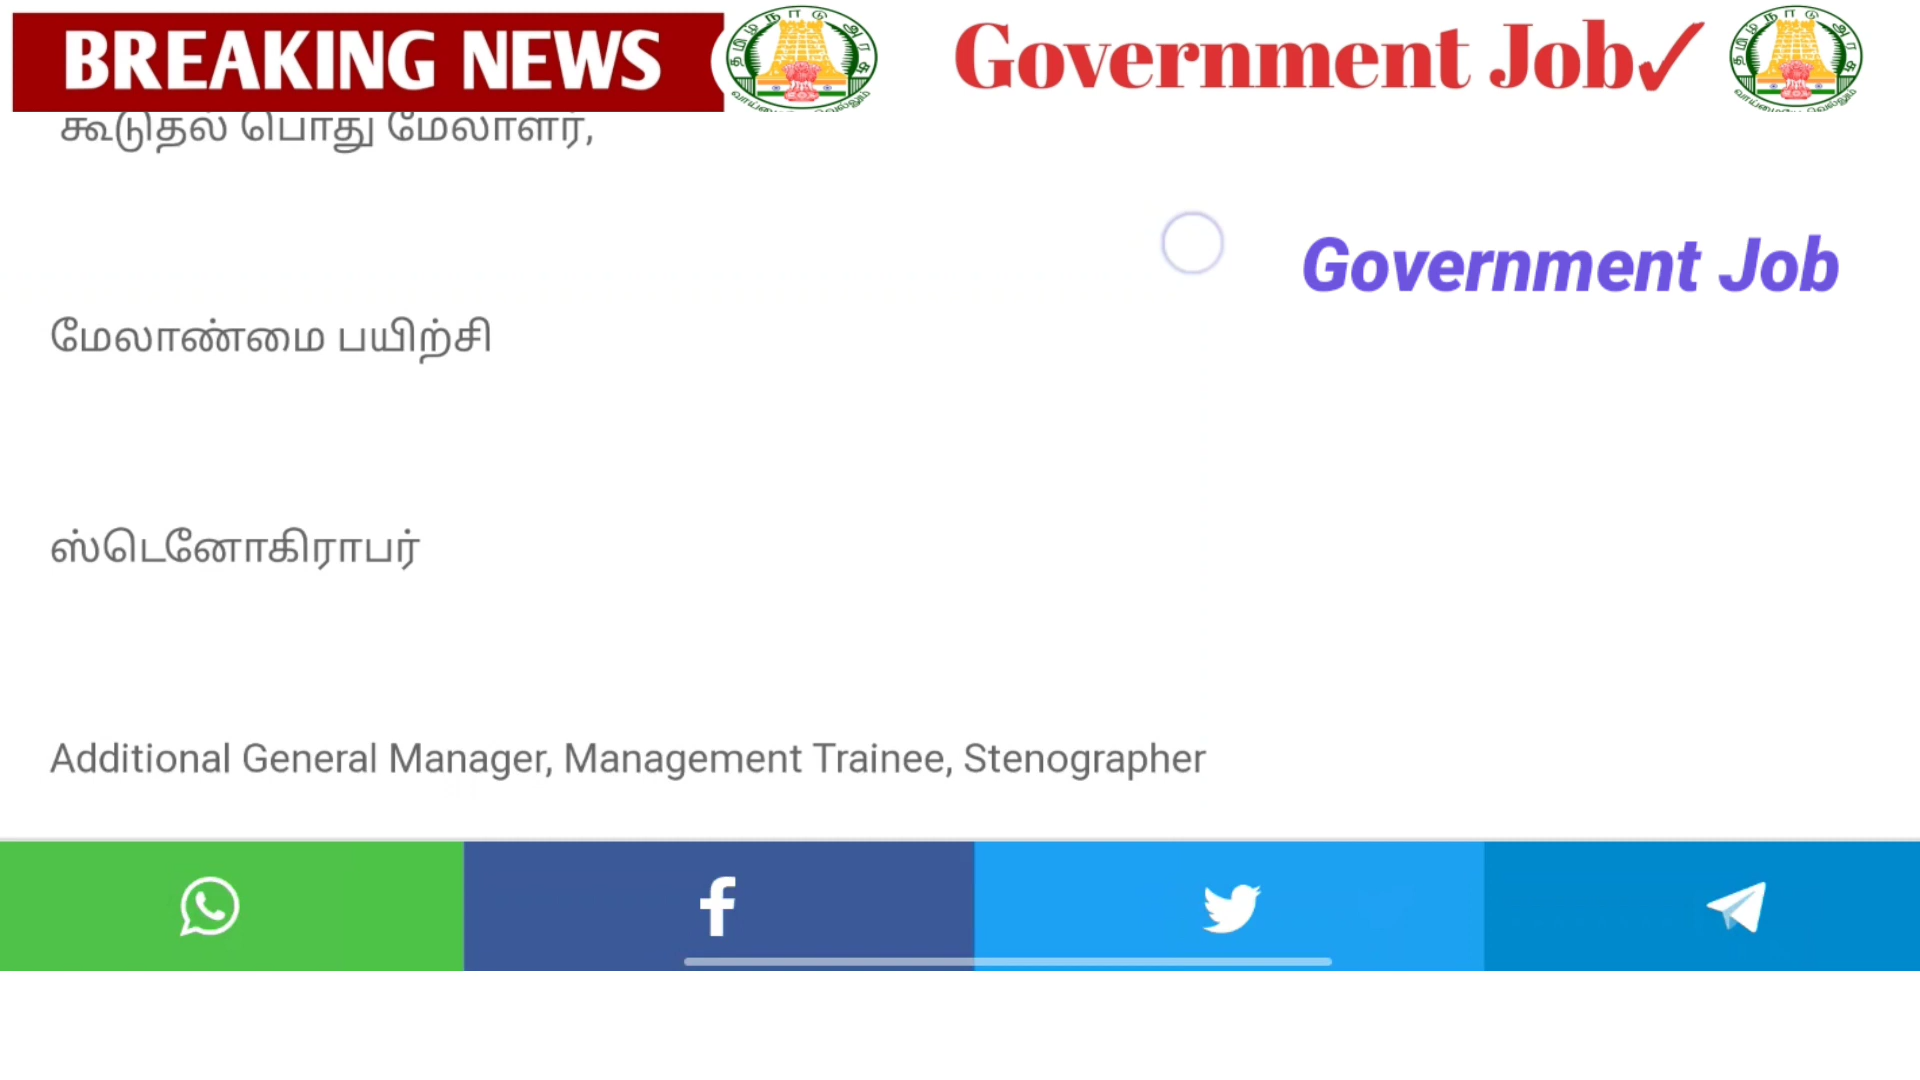 BREAKING NEWS
Government Job✓
கூடுதல் பொது மேலாளர்,
Government Job
மேலாண்மை பயிற்சி
ஸ்டெனோகிராபர்
Additional General Manager, Management Trainee, Stenographer